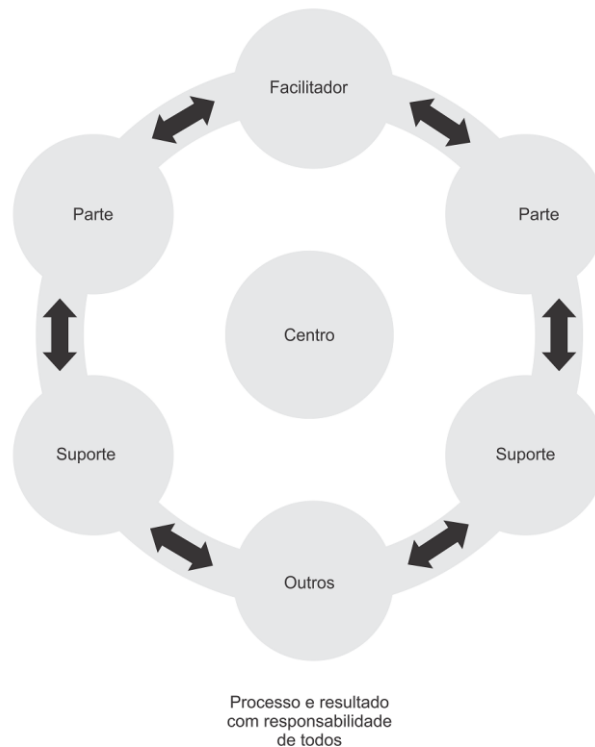 Facilitador
Parte
Parte
Centro
Suporte
Suporte
Outros
Processo e resultado
com responsabilidade
de todos